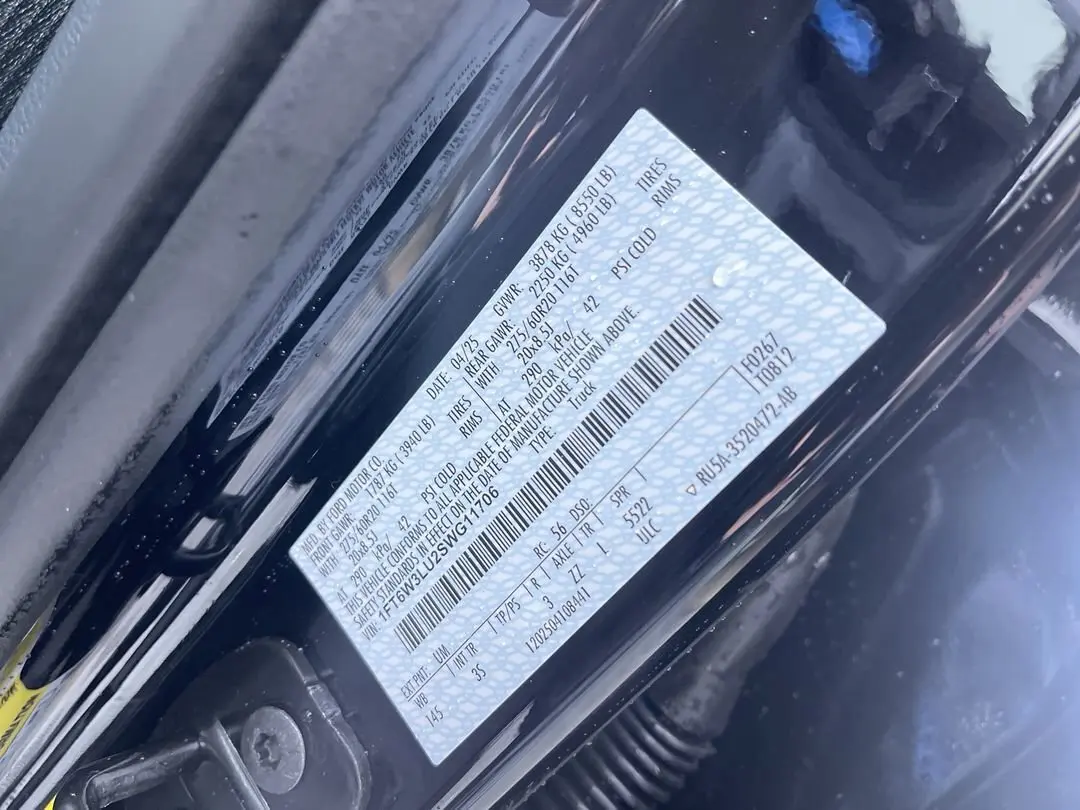 MFD. BY FORD MOTOR CO. DATE: 04/25 GVWR: 3878 KG ( 8550 LB)
FRONT GAWR: 1787 KG ( 3940 LB) REAR GAWR: 2250 KG ( 4960 LB)
WITH 275/60R20 116T TIRES WITH 275/60R20 116T TIRES
20x8.5J RIMS 20x8.5J RIMS
AT 290 kPa/ 42 PSI COLD AT 290 kPa/ 42 PSI COLD
THIS VEHICLE CONFORMS TO ALL APPLICABLE FEDERAL MOTOR VEHICLE
SAFETY STANDARDS IN EFFECT ON THE DATE OF MANUFACTURE SHOWN ABOVE.
VIN: 1FT6W3LU2SWG11706 TYPE: Truck
EXT PNT: UM RC: 56 DSO: F0267
WB INT TR TP/PS R AXLE TR SPR T0812
145 3S 3 ZZ L 5522
1202504108441 ULC
▽ RU5A-3520472-AB